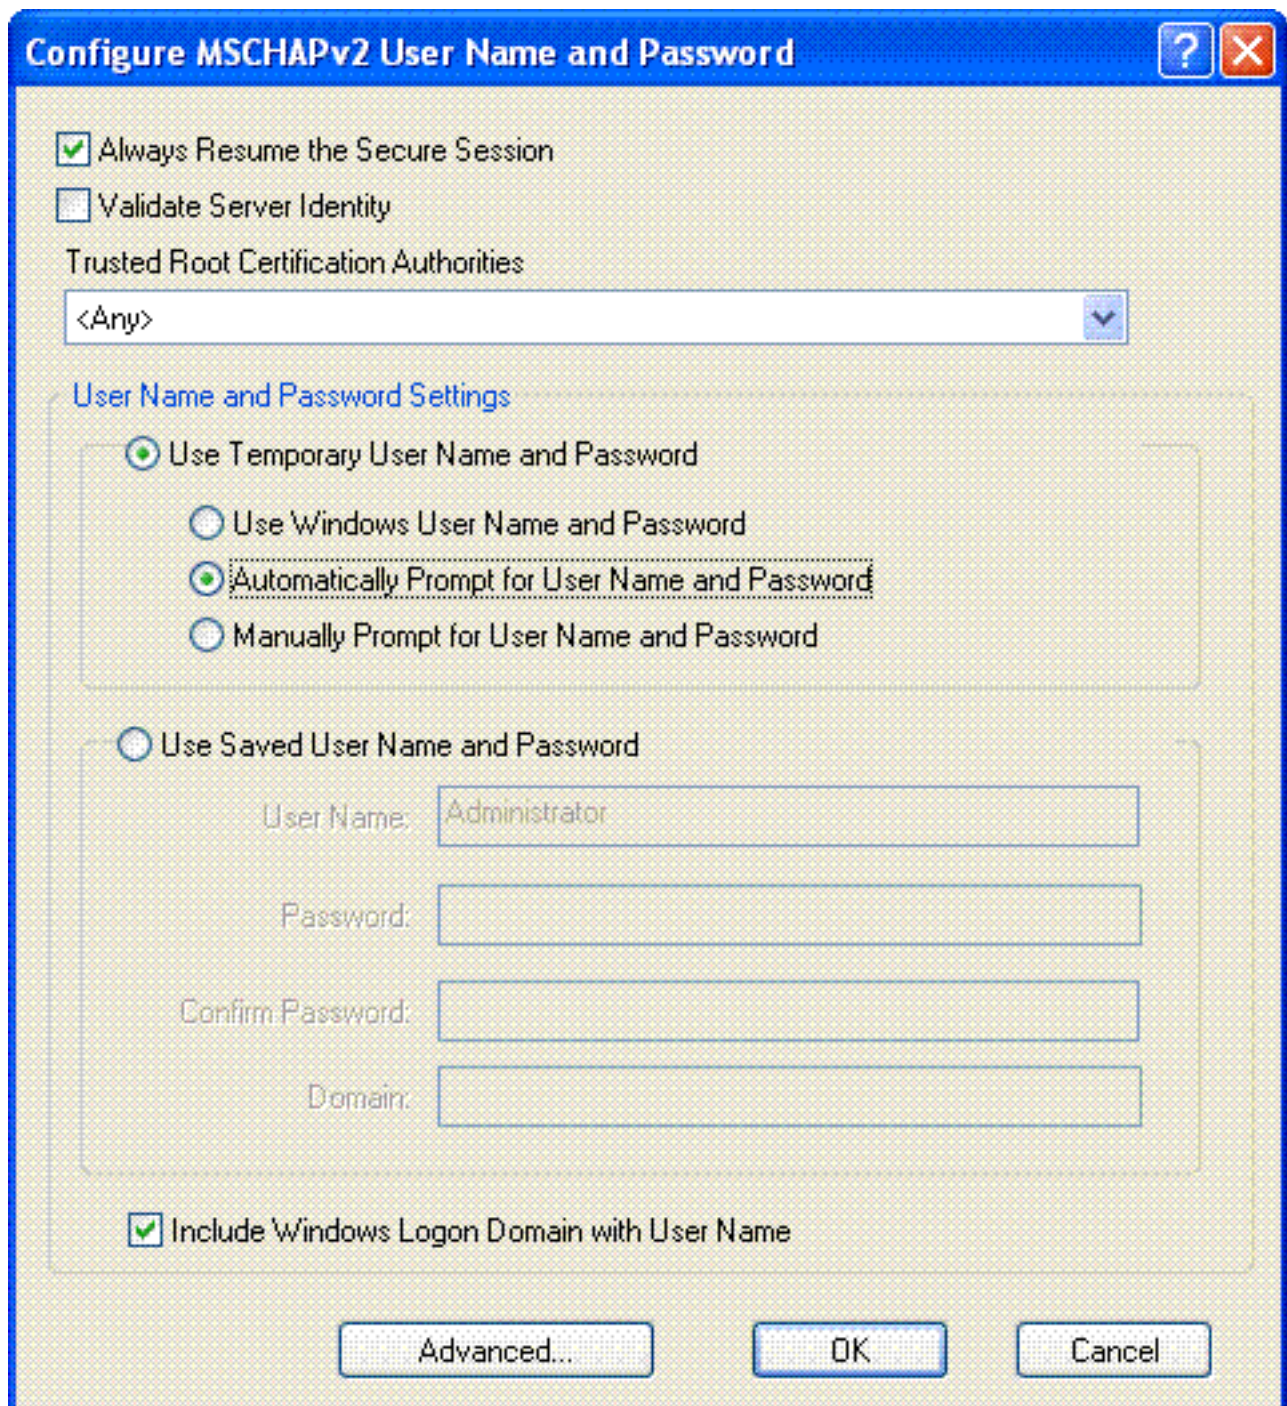 Configure MSCHAPv2 User Name and Password
Always Resume the Secure Session
Validate Server Identity
Trusted Root Certification Authorities
<Any>
User Name and Password Settings
Use Temporary User Name and Password
Use Windows User Name and Password
Automatically Prompt for User Name and Password
Manually Prompt for User Name and Password
Use Saved User Name and Password
User Name: Administrator
Password:
Confirm Password:
Domain:
Include Windows Logon Domain with User Name
Advanced... OK Cancel